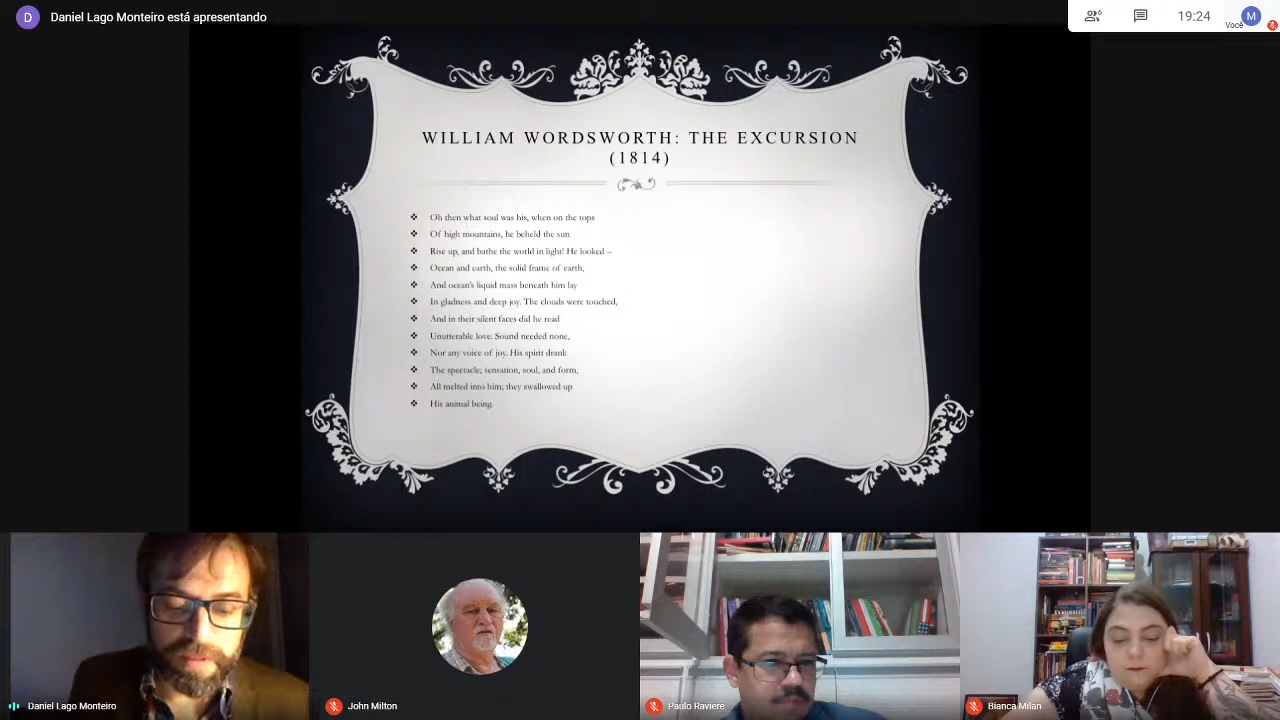 D Daniel Lago Monteiro está apresentando
6
19:24
Você
M
WILLIAM WORDSWORTH: THE EXCURSION
(1814)
Oh then what soul was his, when on the tops
Of high mountains, he beheld the sun
Rise up, and bathe the world in light! He looked –
Ocean and earth, the solid frame of earth,
And ocean's liquid mass beneath him lay
In gladness and deep joy. The clouds were touched,
And in their silent faces did he read
Unutterable love. Sound needed none,
Nor any voice of joy. His spirit drank
The spectacle; sensation, soul, and form,
All melted into him; they swallowed up
His animal being.
Daniel Lago Monteiro
John Milton
Paulo Raviere
Bianca Milan